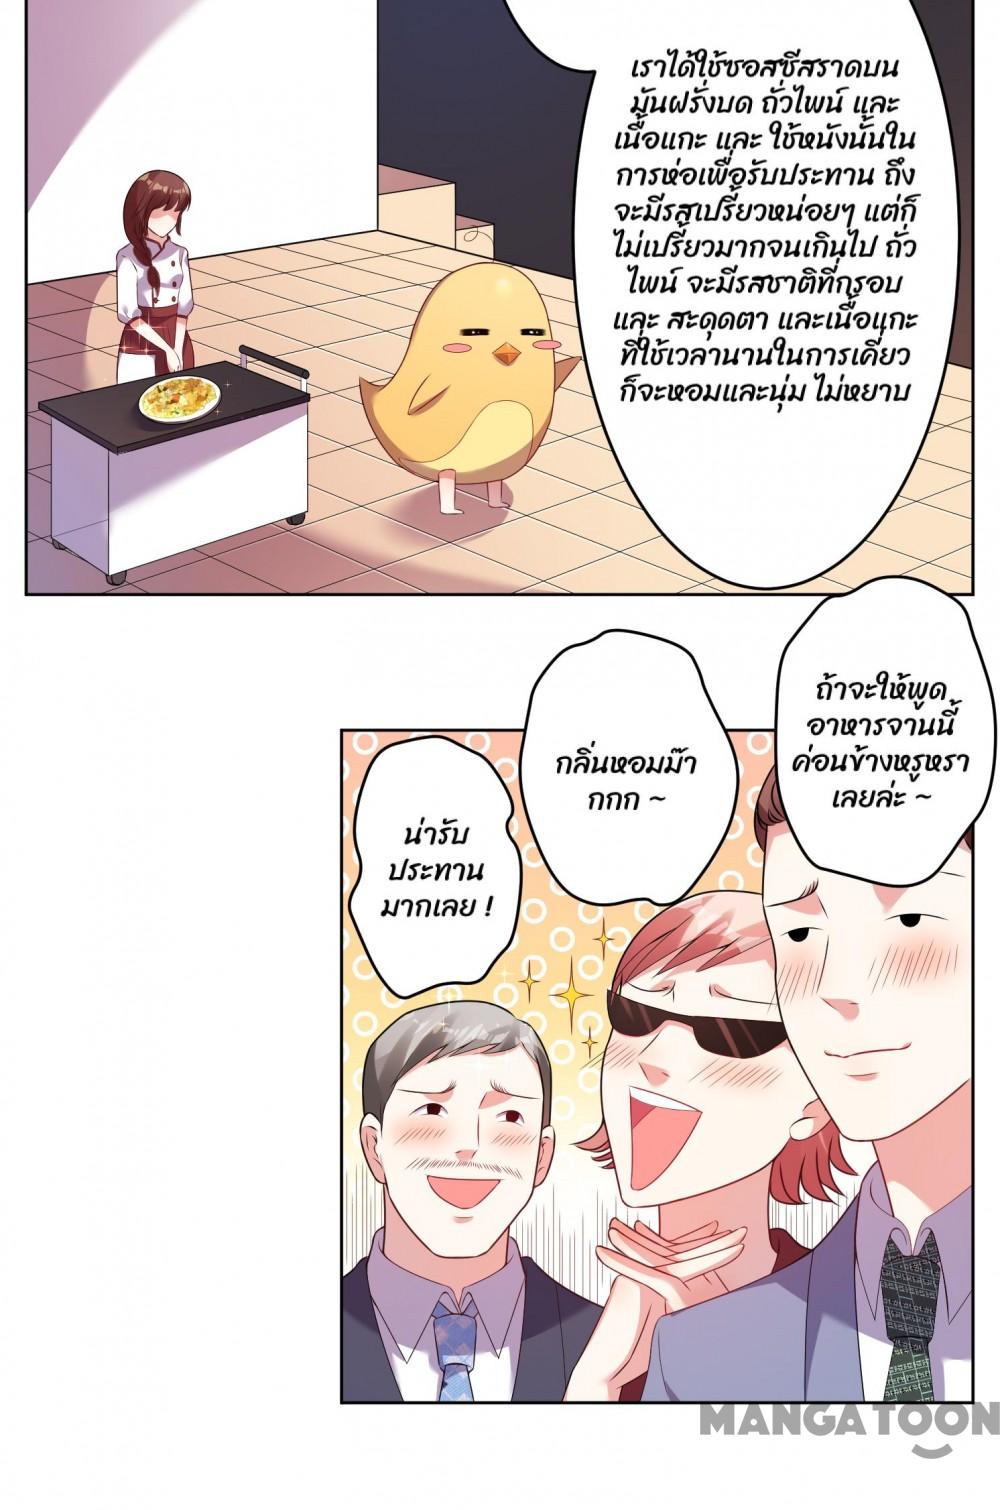 เราได้ใช้ซอสซีสราดบน
มันฝรั่งบด ถั่วไพน์ และ
เนื้อแกะ และ ใช้หนังนั้นใน
การห่อเพื่อรับประทาน ถึง
จะมีรสเปรี้ยวหน่อยๆ แต่ก็
ไม่เปรี้ยวมากจนเกินไป ถั่ว
ไพน์ จะมีรสชาติที่กรอบ
และ สะดุดตา และเนื้อแกะ
ที่ใช้เวลานานในการเคี่ยว
ก็จะหอมและนุ่ม ไม่หยาบ
ถ้าจะให้พูด
อาหารจานนี้
ค่อนข้างหรูหรา
เลยล่ะ ~
กลิ่นหอมม๊า
กกก ~
น่ารับ
ประทาน
มากเลย !
MANGATOON